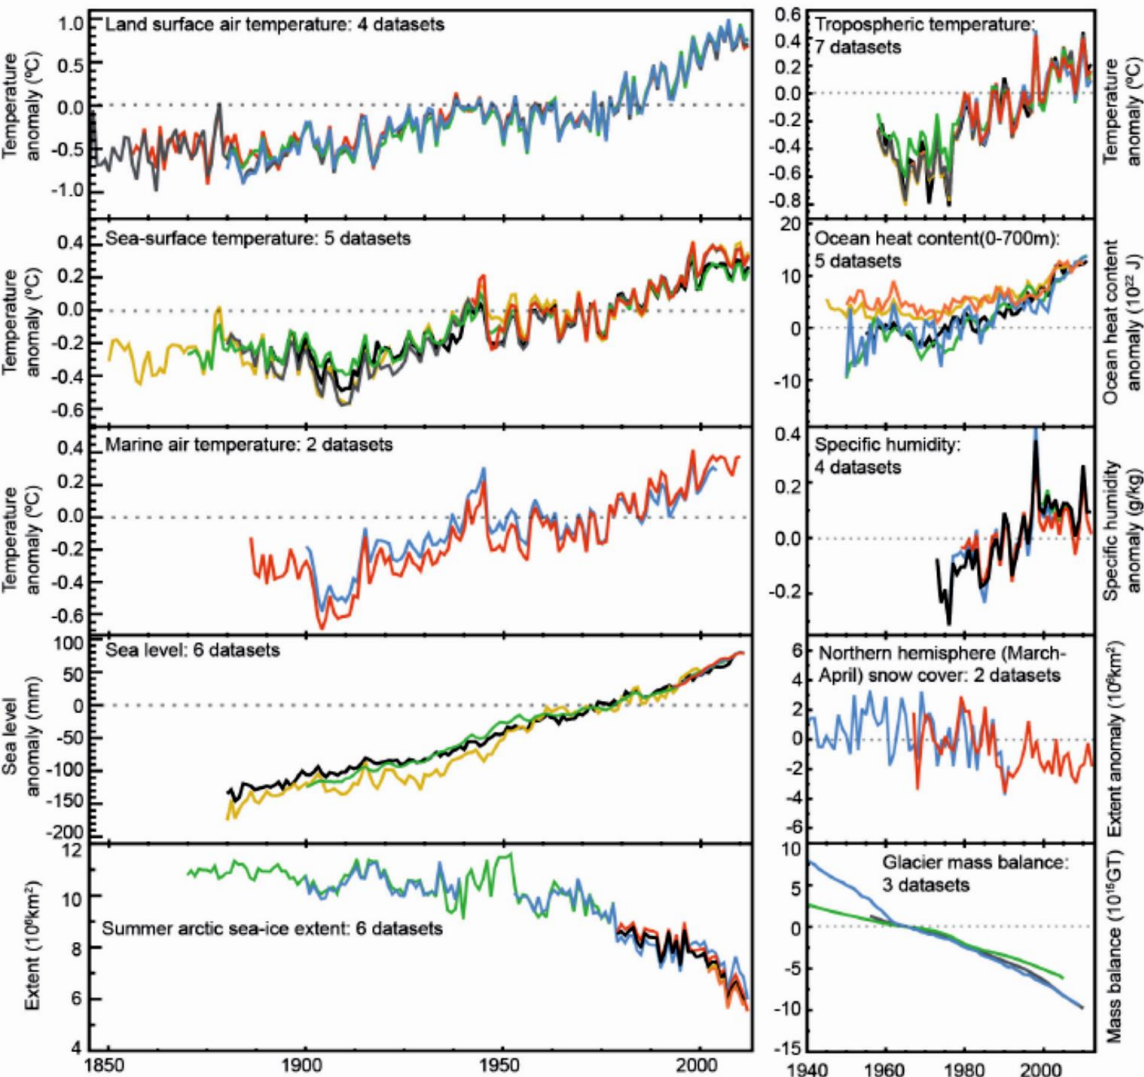 Land surface air temperature: 4 datasets
1.0
0.5
0.0
-0.5
-1.0
Temperature
anomaly (ºC)
Tropospheric temperature:
7 datasets
0.6
0.4
0.2
0.0
-0.2
-0.4
-0.6
-0.8
Temperature
anomaly (ºC)
Sea-surface temperature: 5 datasets
0.4
0.2
0.0
-0.2
-0.4
-0.6
Temperature
anomaly (ºC)
Ocean heat content(0-700m):
5 datasets
20
10
0
-10
Ocean heat content
anomaly (10²² J)
Marine air temperature: 2 datasets
0.4
0.2
0.0
-0.2
-0.4
-0.6
Temperature
anomaly (ºC)
Specific humidity:
4 datasets
0.4
0.2
0.0
-0.2
Specific humidity
anomaly (g/kg)
Sea level: 6 datasets
100
50
0
-50
-100
-150
-200
Sea level
anomaly (mm)
Northern hemisphere (March-
April) snow cover: 2 datasets
6
4
2
0
-2
-4
-6
Extent anomaly (10⁶km²)
Summer arctic sea-ice extent: 6 datasets
12
10
8
6
4
Extent (10⁶km²)
1850
1900
1950
2000
Glacier mass balance:
3 datasets
10
5
0
-5
-10
-15
Mass balance (10¹⁵GT)
1940
1960
1980
2000